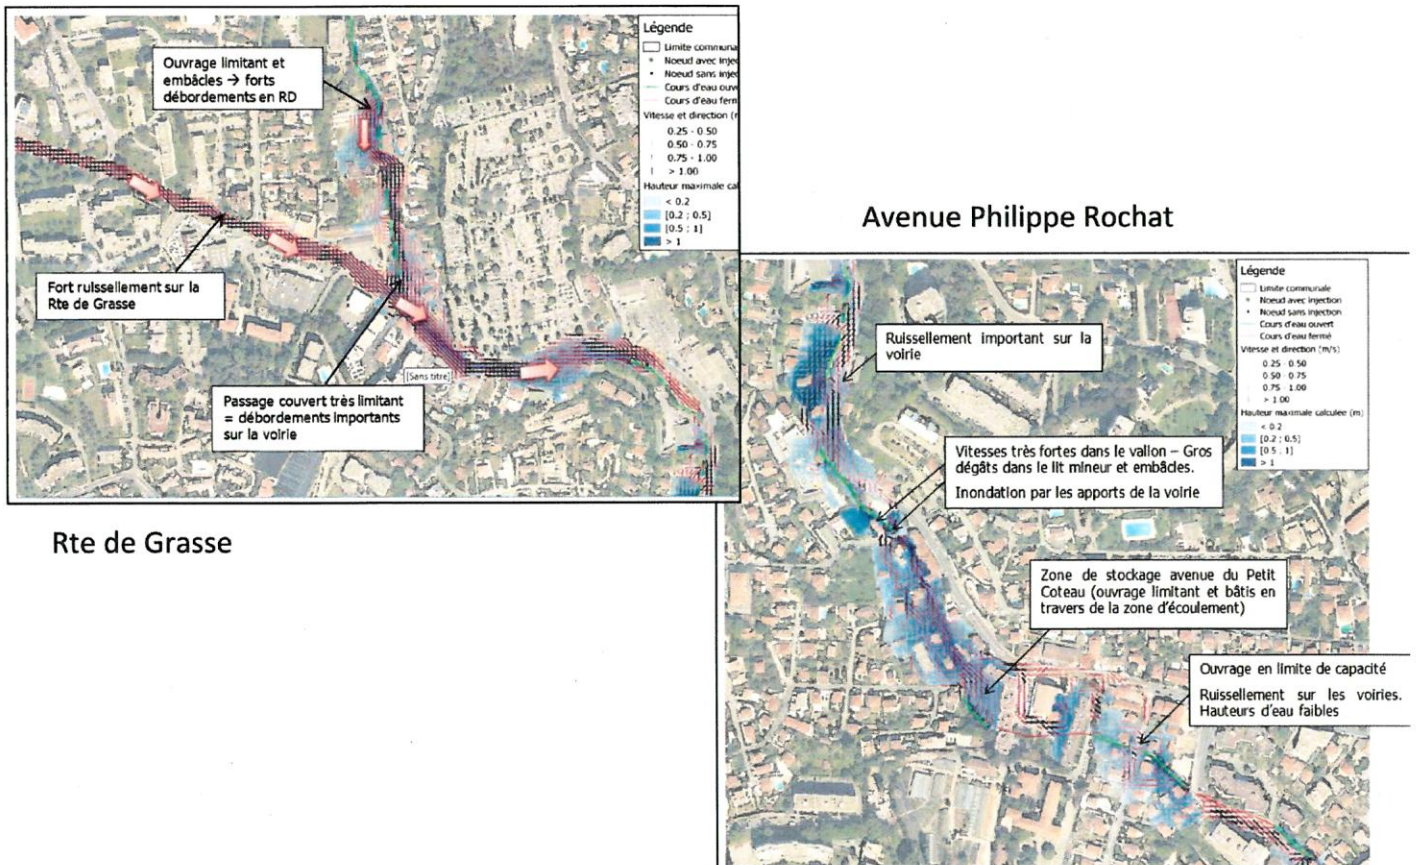 Ouvrage limitant et
embâcles → forts
débordements en RD
Fort ruissellement sur la
Rte de Grasse
Passage couvert très limitant
= débordements importants
sur la voirie
[Sans titre]
Légende
Limite communa
Noeud avec injec
Noeud sans injec
Cours d'eau ouve
Cours d'eau ferm
Vitesse et direction (r
0.25 - 0.50
0.50 - 0.75
0.75 - 1.00
> 1.00
Hauteur maximale cal
< 0.2
[0.2 ; 0.5]
[0.5 ; 1]
> 1
Rte de Grasse
Avenue Philippe Rochat
Légende
Limite communale
Noeud avec injection
Noeud sans injection
Cours d'eau ouvert
Cours d'eau fermé
Vitesse et direction (m/s)
0.25 - 0.50
0.50 - 0.75
0.75 - 1.00
> 1.00
Hauteur maximale calculée (m)
< 0.2
[0.2 ; 0.5]
[0.5 ; 1]
> 1
Ruissellement important sur la
voirie
Vitesses très fortes dans le vallon – Gros
dégâts dans le lit mineur et embâcles.
Inondation par les apports de la voirie
Zone de stockage avenue du Petit
Coteau (ouvrage limitant et bâtis en
travers de la zone d'écoulement)
Ouvrage en limite de capacité
Ruissellement sur les voiries.
Hauteurs d'eau faibles